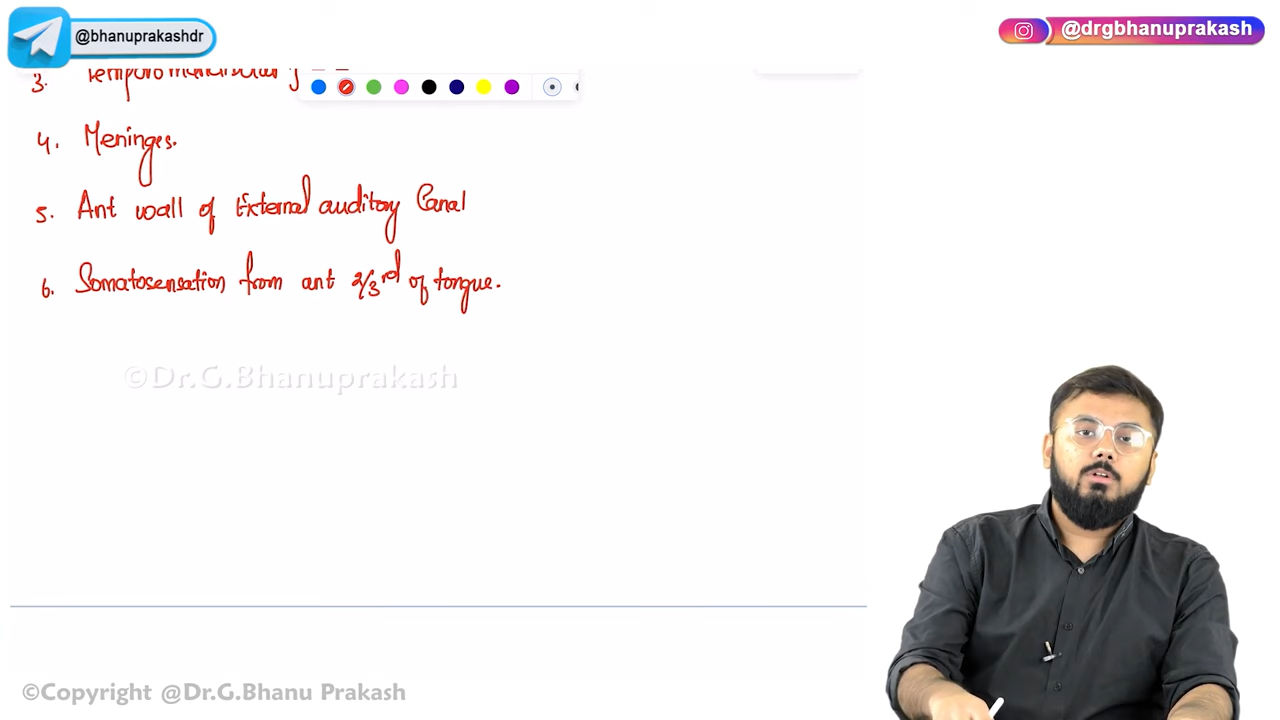 @bhanuprakashdr
@drgbhanuprakash
3.
4. Meninges.
5. Ant wall of External auditory Canal
6. Somatosensation from ant 2/3rd of tongue.
©Dr.G.Bhanuprakash
©Copyright @Dr.G.Bhanu Prakash